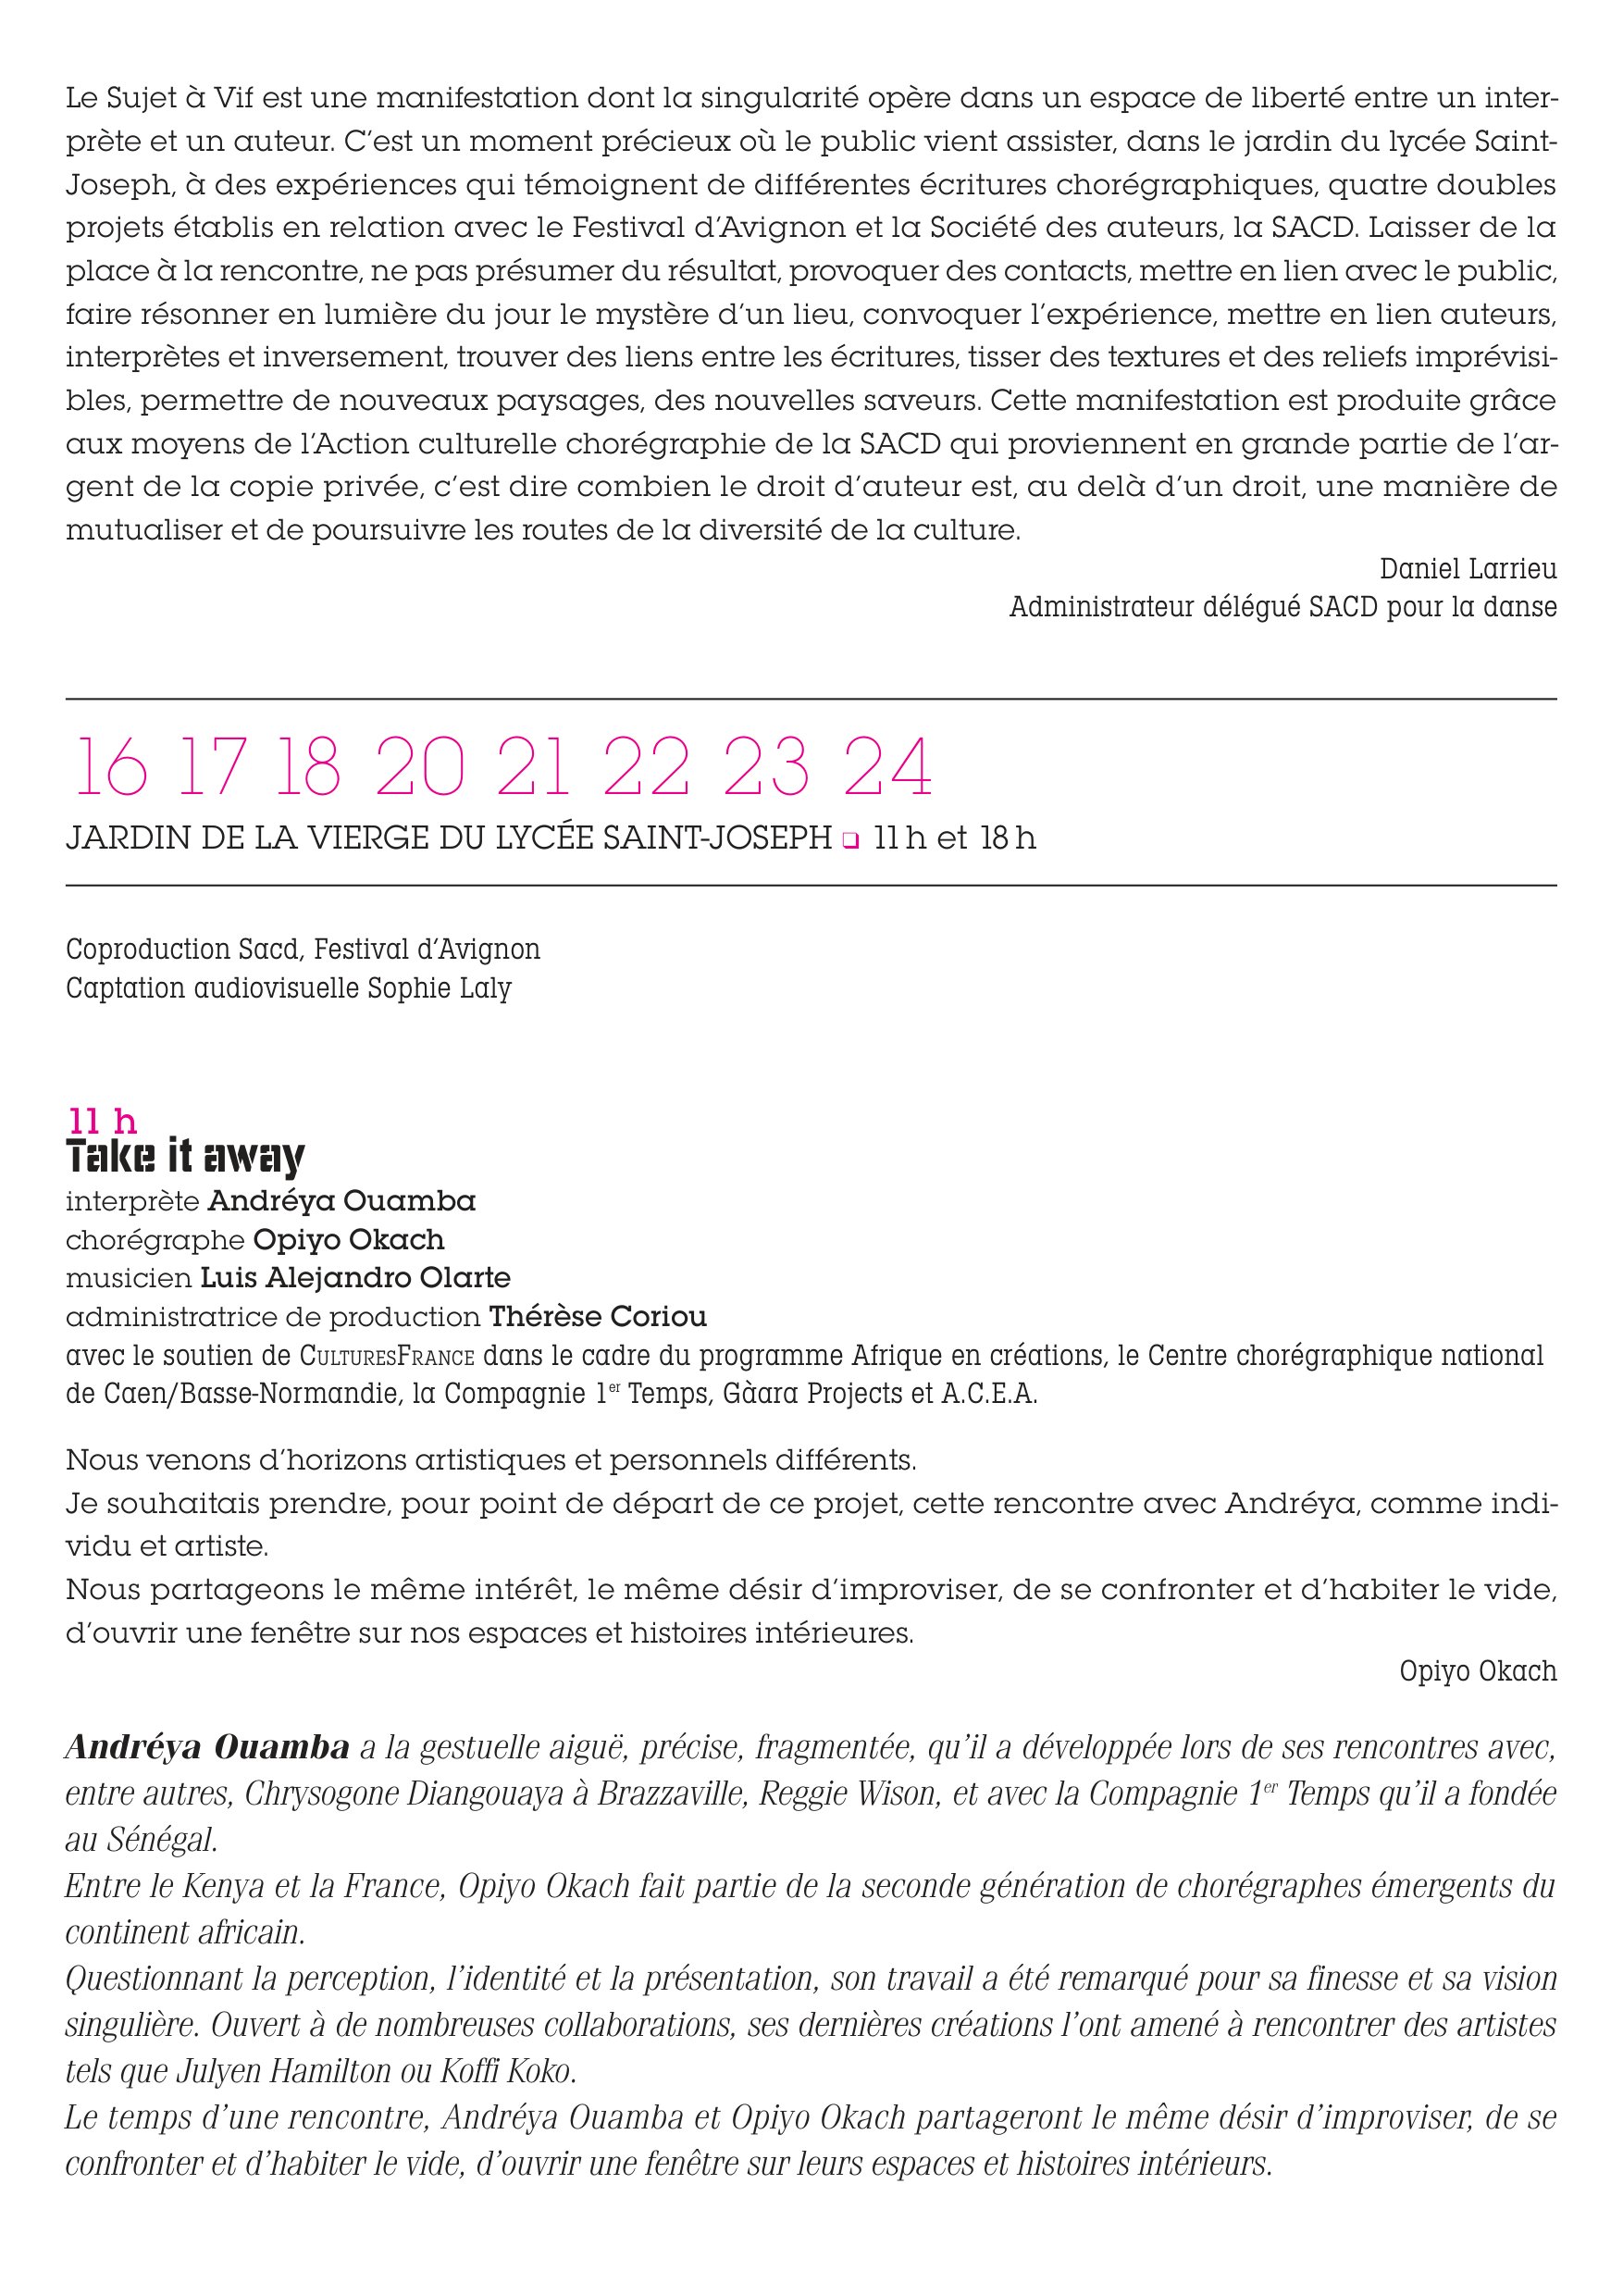 Le Sujet à Vif est une manifestation dont la singularité opère dans un espace de liberté entre un inter-
prète et un auteur. C'est un moment précieux où le public vient assister, dans le jardin du lycée Saint-
Joseph, à des expériences qui témoignent de différentes écritures chorégraphiques, quatre doubles
projets établis en relation avec le Festival d'Avignon et la Société des auteurs, la SACD. Laisser de la
place à la rencontre, ne pas présumer du résultat, provoquer des contacts, mettre en lien avec le public,
faire résonner en lumière du jour le mystère d'un lieu, convoquer l'expérience, mettre en lien auteurs,
interprètes et inversement, trouver des liens entre les écritures, tisser des textures et des reliefs imprévisi-
bles, permettre de nouveaux paysages, des nouvelles saveurs. Cette manifestation est produite grâce
aux moyens de l'Action culturelle chorégraphie de la SACD qui proviennent en grande partie de l'ar-
gent de la copie privée, c'est dire combien le droit d'auteur est, au delà d'un droit, une manière de
mutualiser et de poursuivre les routes de la diversité de la culture.
Daniel Larrieu
Administrateur délégué SACD pour la danse
16 17 18 20 21 22 23 24
JARDIN DE LA VIERGE DU LYCÉE SAINT-JOSEPH ❑ 11 h et 18 h
Coproduction Sacd, Festival d'Avignon
Captation audiovisuelle Sophie Laly
11 h
Take it away
interprète Andréya Ouamba
chorégraphe Opiyo Okach
musicien Luis Alejandro Olarte
administratrice de production Thérèse Coriou
avec le soutien de CULTURESFRANCE dans le cadre du programme Afrique en créations, le Centre chorégraphique national
de Caen/Basse-Normandie, la Compagnie 1er Temps, Gàara Projects et A.C.E.A.
Nous venons d'horizons artistiques et personnels différents.
Je souhaitais prendre, pour point de départ de ce projet, cette rencontre avec Andréya, comme indi-
vidu et artiste.
Nous partageons le même intérêt, le même désir d'improviser, de se confronter et d'habiter le vide,
d'ouvrir une fenêtre sur nos espaces et histoires intérieures.
Opiyo Okach
Andréya Ouamba a la gestuelle aiguë, précise, fragmentée, qu'il a développée lors de ses rencontres avec,
entre autres, Chrysogone Diangouaya à Brazzaville, Reggie Wison, et avec la Compagnie 1er Temps qu'il a fondée
au Sénégal.
Entre le Kenya et la France, Opiyo Okach fait partie de la seconde génération de chorégraphes émergents du
continent africain.
Questionnant la perception, l'identité et la présentation, son travail a été remarqué pour sa finesse et sa vision
singulière. Ouvert à de nombreuses collaborations, ses dernières créations l'ont amené à rencontrer des artistes
tels que Julyen Hamilton ou Koffi Koko.
Le temps d'une rencontre, Andréya Ouamba et Opiyo Okach partageront le même désir d'improviser, de se
confronter et d'habiter le vide, d'ouvrir une fenêtre sur leurs espaces et histoires intérieurs.